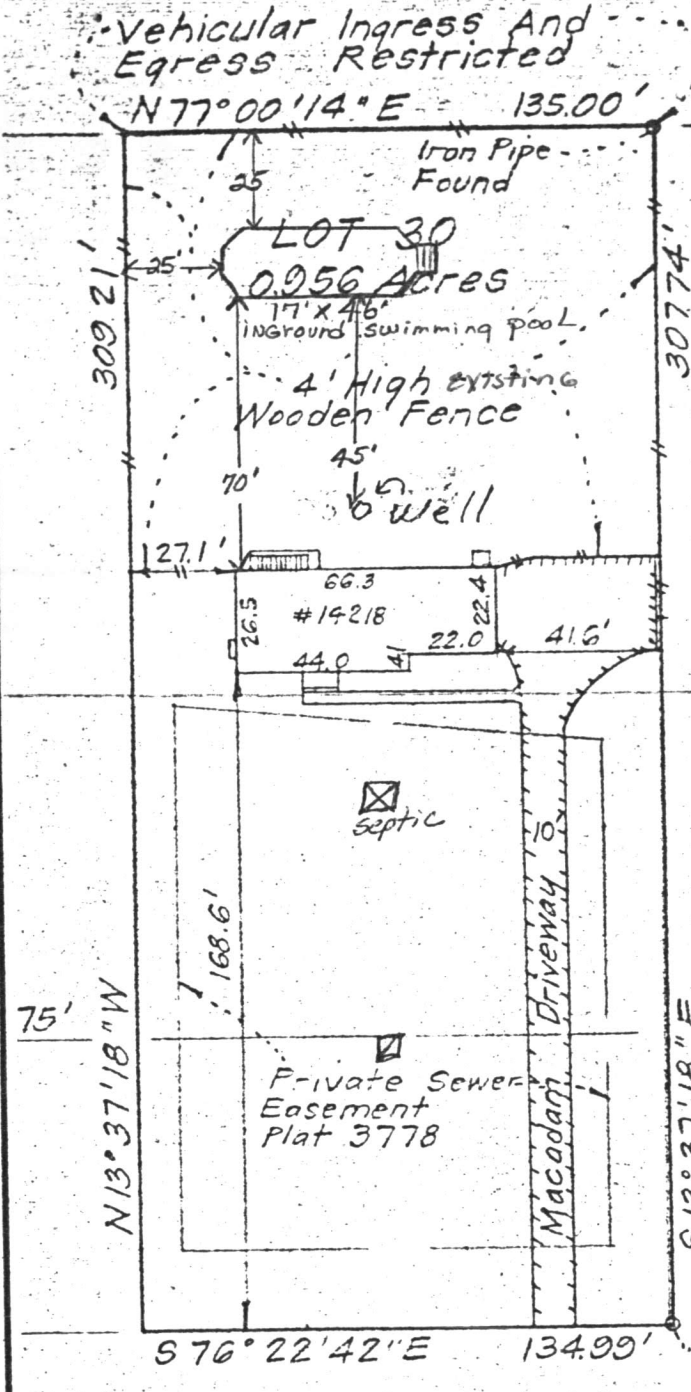 Vehicular Ingress And
Egress Restricted
N 77° 00' 14" E 135.00'
Iron Pipe
Found
25
LOT 30
25
0.956 Acres
17' x 46'
inGround swimming pool
309.21'
307.74'
4' High existing
Wooden Fence
45'
70'
Well
27.1'
66.3
26.5
#14218
22.4
44.0
41
22.0
41.6'
septic
10
168.6'
Macadam Driveway
75'
N 13° 37' 18" W
Private Sewer
Easement
Plat 3778
S 76° 22' 42" E 134.99'